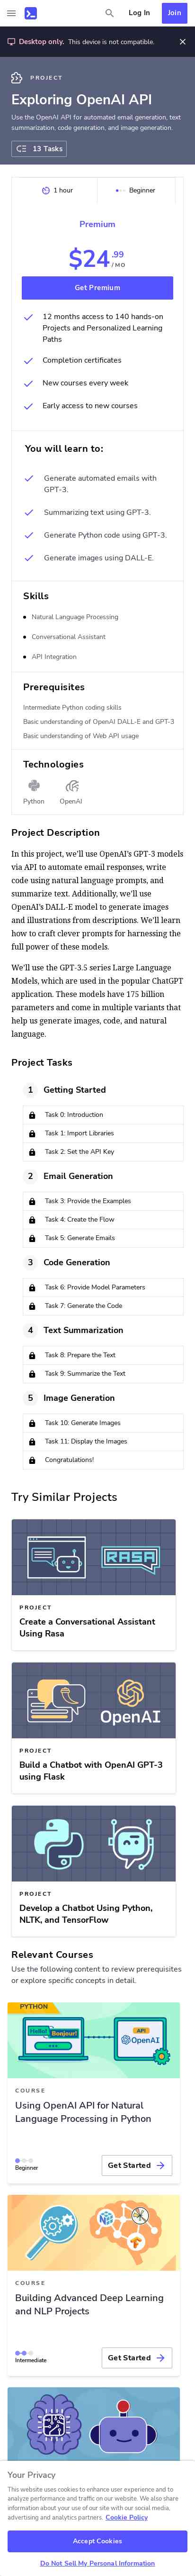 Log In
Join
Desktop only.
This device is not compatible.
PROJECT
Exploring OpenAI API
Use the OpenAI API for automated email responses, text
summarization, code generation, and image generation.
13 Tasks
1 hour
Beginner
Premium
$24.99
/MO
Get Premium
12 months access to 140 hands-on
Projects and Personalized Learning
Paths
Completion certificates
New courses every week
Early access to new courses
You will learn to:
Generate automated emails with
GPT-3.
Summarizing text using GPT-3.
Generate Python code using GPT-3.
Generate images using DALL-E.
Skills
Natural Language Processing
Conversational Assistant
API Integration
Prerequisites
Intermediate Python coding skills
Basic understanding of OpenAI DALL-E and GPT-3
Basic understanding of Web API usage
Technologies
Python
OpenAI
Project Description
In this project, we'll use OpenAI’s GPT-3 models
via API to automate email responses, write
code using natural language prompts, and
summarize text. Additionally, we’ll use
OpenAI’s DALL-E model to generate images
and illustrations from descriptions. We’ll learn
how to craft clever prompts for harnessing the
full power of these models.
We’ll use the GPT-3.5 series Large Language
Models, which are used in the popular ChatGPT
application. These models have 175 billion
parameters and come in multiple variants that
help us generate images, code, and natural
language.
Project Tasks
1
Getting Started
Task 0: Introduction
Task 1: Import Libraries
Task 2: Set the API Key
2
Email Generation
Task 3: Provide the Examples
Task 4: Create the Flow
Task 5: Generate Emails
3
Code Generation
Task 6: Provide Model Parameters
Task 7: Generate the Code
4
Text Summarization
Task 8: Prepare the Text
Task 9: Summarize the Text
5
Image Generation
Task 10: Generate Images
Task 11: Display the Images
Congratulations!
Try Similar Projects
RASA
PROJECT
Create a Conversational Assistant
Using Rasa
OpenAI
PROJECT
Build a Chatbot with OpenAI GPT-3
using Flask
PROJECT
Develop a Chatbot Using Python,
NLTK, and TensorFlow
Relevant Courses
Use the following content to review prerequisites
or explore specific concepts in detail.
PYTHON
Hello!
Bonjour!
API
OpenAI
COURSE
Using OpenAI API for Natural
Language Processing in Python
Beginner
Get Started
COURSE
Building Advanced Deep Learning
and NLP Projects
Intermediate
Get Started
Your Privacy
This website uses cookies to enhance user experience and to
analyze performance and traffic on our website. We also share
information about your use of our site with our social media,
advertising and analytics partners. Cookie Policy
Accept Cookies
Do Not Sell My Personal Information